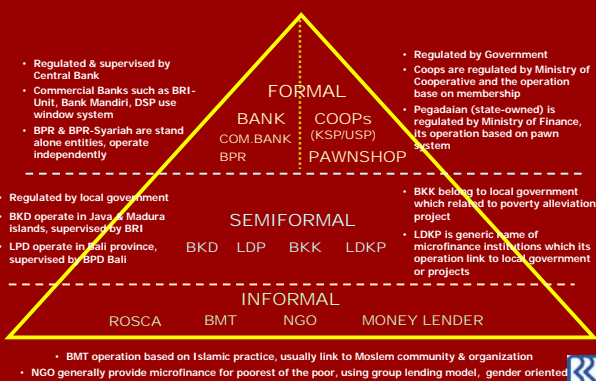 • Regulated & supervised by
Central Bank
• Commercial Banks such as BRI-
Unit, Bank Mandiri, DSP use
window system
• BPR & BPR-Syariah are stand
alone entities, operate
independently
FORMAL
BANK
COM.BANK
BPR
COOPs
(KSP/USP)
PAWNSHOP
• Regulated by Government
• Coops are regulated by Ministry of
Cooperative and the operation
base on membership
• Pegadaian (state-owned) is
regulated by Ministry of Finance,
its operation based on pawn
system
• Regulated by local government
• BKD operate in Java & Madura
islands, supervised by BRI
• LPD operate in Bali province,
supervised by BPD Bali
SEMIFORMAL
BKD LDP BKK LDKP
• BKK belong to local government
which related to poverty alleviation
project
• LDKP is generic name of
microfinance institutions which its
operation link to local government
or projects
INFORMAL
ROSCA BMT NGO MONEY LENDER
• BMT operation based on Islamic practice, usually link to Moslem community & organization
• NGO generally provide microfinance for poorest of the poor, using group lending model, gender oriented